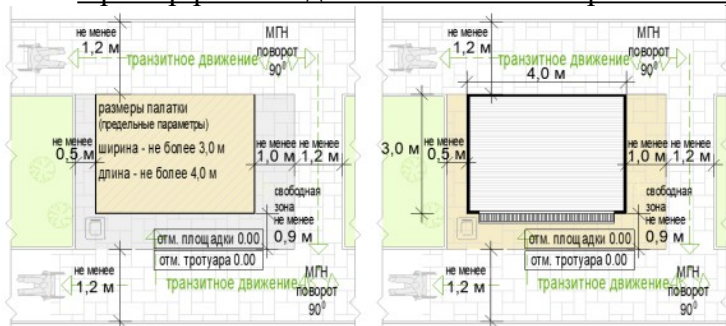 не менее
1,2 м
транзитное движение
МГН
поворот
90⁰
размеры палатки
(предельные параметры)
ширина - не более 3,0 м
длина - не более 4,0 м
не менее
0,5 м
не менее
1,0 м
не менее
1,2 м
свободная
зона
не менее
0,9 м
отм. площадки 0.00
отм. тротуара 0.00
не менее
1,2 м
транзитное движение
МГН
поворот
90⁰
не менее
1,2 м
транзитное движение
МГН
поворот
90⁰
4,0 м
3,0 м
не менее
0,5 м
не менее
1,0 м
не менее
1,2 м
свободная
зона
не менее
0,9 м
отм. площадки 0.00
отм. тротуара 0.00
не менее
1,2 м
транзитное движение
МГН
поворот
90⁰